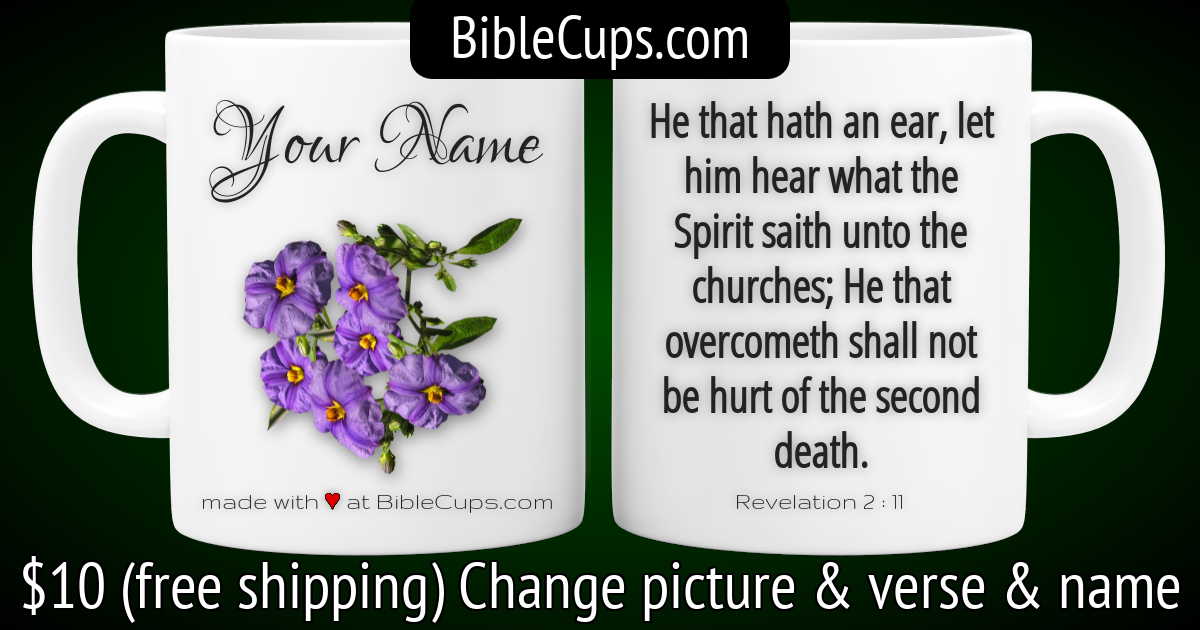 BibleCups.com
Your Name
made with ♥ at BibleCups.com
He that hath an ear, let
him hear what the
Spirit saith unto the
churches; He that
overcometh shall not
be hurt of the second
death.
Revelation 2 : 11
$10 (free shipping) Change picture & verse & name